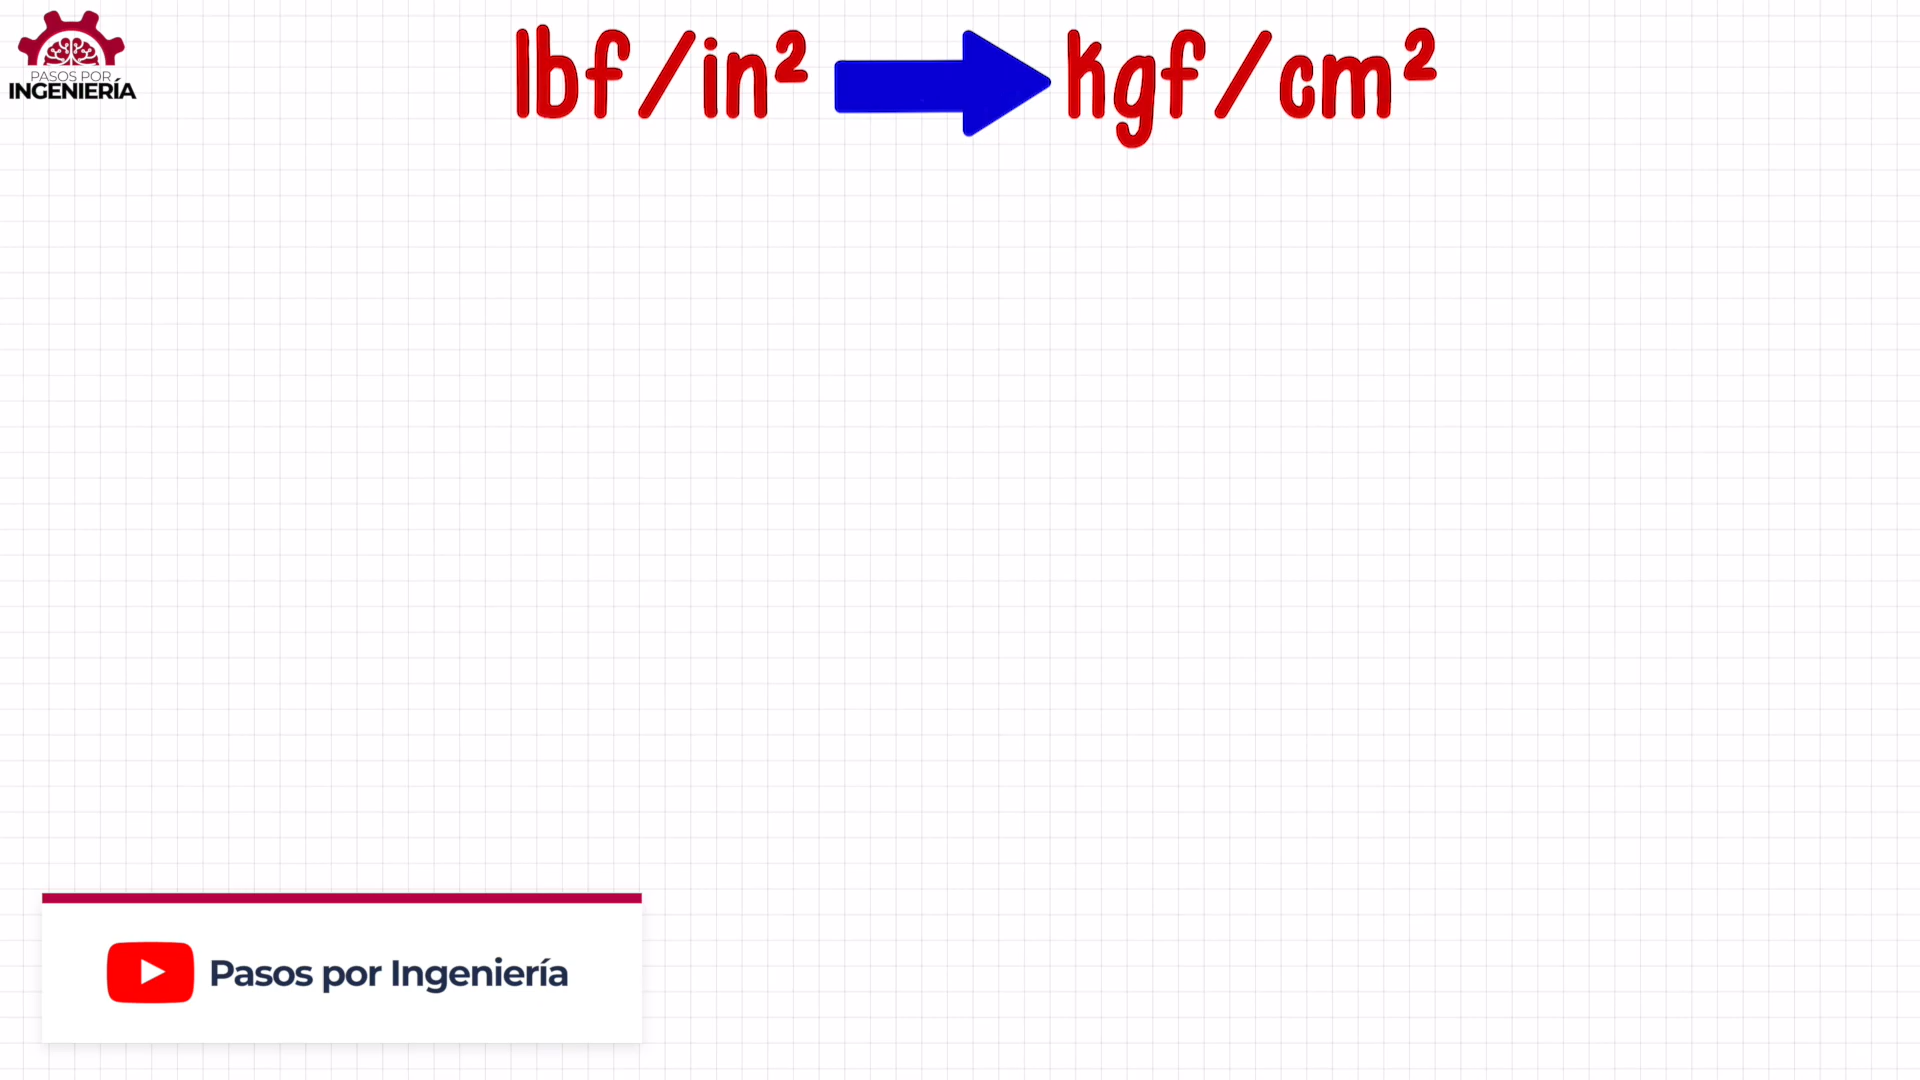 PASOS POR
INGENIERÍA
lbf/in² kgf/cm²
Pasos por Ingeniería